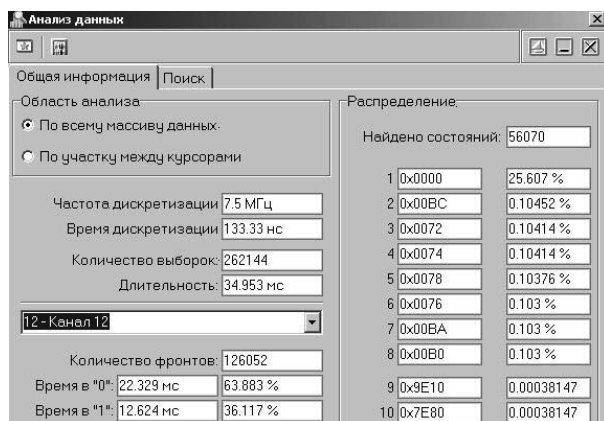 Анализ данных
Общая информация Поиск
Область анализа
По всему массиву данных
По участку между курсорами
Частота дискретизации 7.5 МГц
Время дискретизации 133.33 нс
Количество выборок: 262144
Длительность: 34.953 мс
12 - Канал 12
Количество фронтов: 126052
Время в "0": 22.329 мс 63.883 %
Время в "1": 12.624 мс 36.117 %
Распределение:
Найдено состояний: 56070
1 0x0000 25.607 %
2 0x00BC 0.10452 %
3 0x0072 0.10414 %
4 0x0074 0.10414 %
5 0x0078 0.10376 %
6 0x0076 0.103 %
7 0x00BA 0.103 %
8 0x00B0 0.103 %
9 0x9E10 0.00038147
10 0x7E80 0.00038147